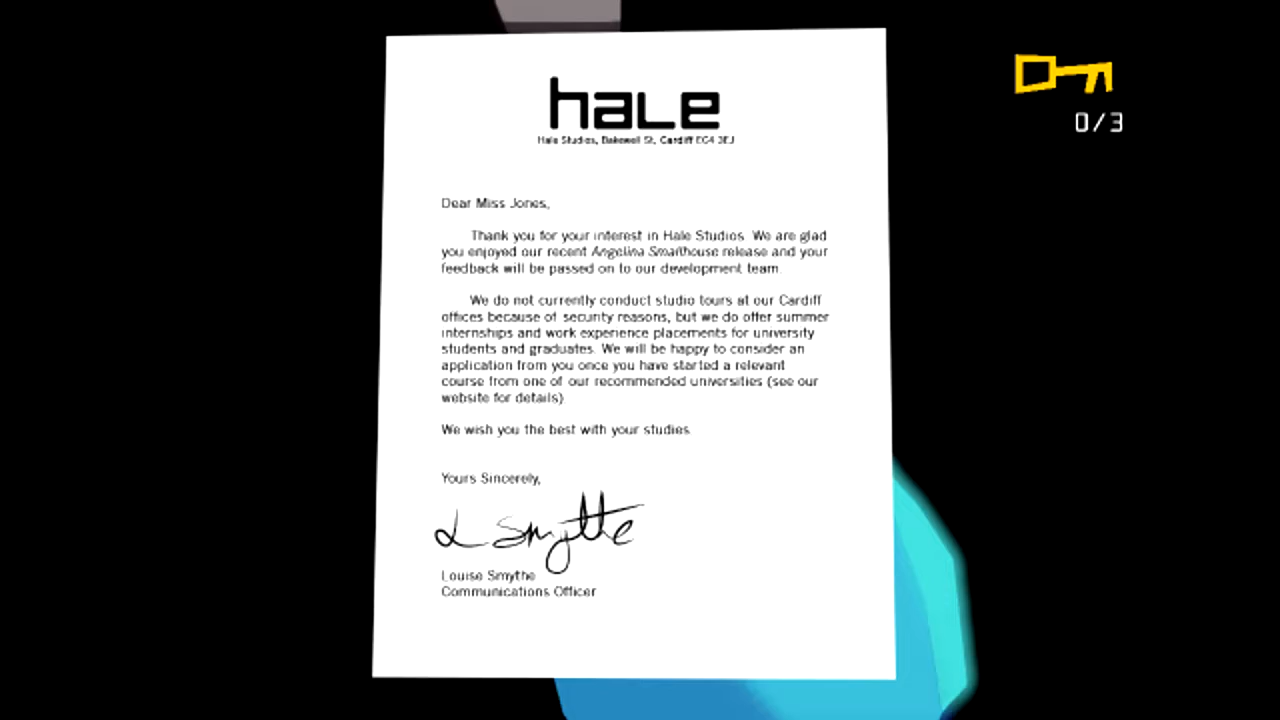 hale
Hale Studios, Bakewell St, Cardiff EC4 3EJ
0/3
Dear Miss Jones,
Thank you for your interest in Hale Studios. We are glad
you enjoyed our recent Angelina Smallhouse release and your
feedback will be passed on to our development team.
We do not currently conduct studio tours at our Cardiff
offices because of security reasons, but we do offer summer
internships and work experience placements for university
students and graduates. We will be happy to consider an
application from you once you have started a relevant
course from one of our recommended universities (see our
website for details)
We wish you the best with your studies.
Yours Sincerely,
L Smythe
Louise Smythe
Communications Officer